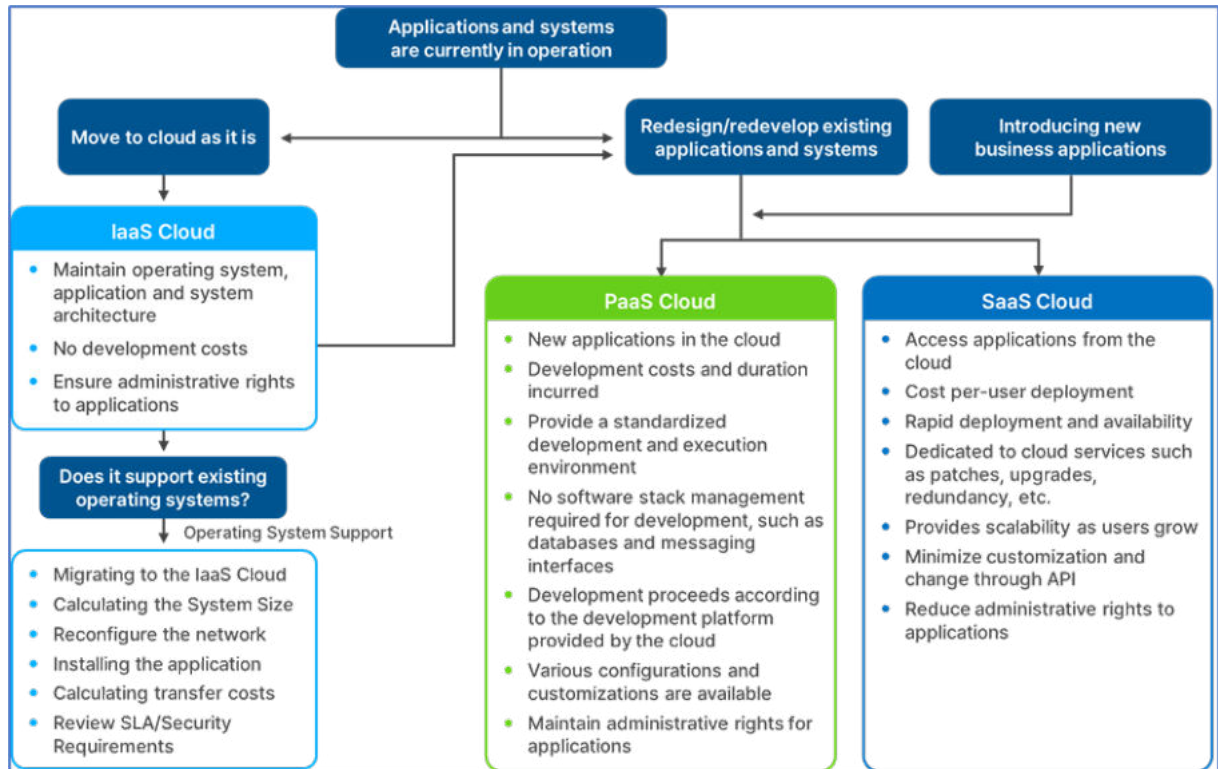 Applications and systems
are currently in operation
Move to cloud as it is
Redesign/redevelop existing
applications and systems
Introducing new
business applications
IaaS Cloud
• Maintain operating system,
application and system
architecture
• No development costs
• Ensure administrative rights
to applications
Does it support existing
operating systems?
Operating System Support
• Migrating to the IaaS Cloud
• Calculating the System Size
• Reconfigure the network
• Installing the application
• Calculating transfer costs
• Review SLA/Security
Requirements
PaaS Cloud
• New applications in the cloud
• Development costs and duration
incurred
• Provide a standardized
development and execution
environment
• No software stack management
required for development, such as
databases and messaging
interfaces
• Development proceeds according
to the development platform
provided by the cloud
• Various configurations and
customizations are available
• Maintain administrative rights for
applications
SaaS Cloud
• Access applications from the
cloud
• Cost per-user deployment
• Rapid deployment and availability
• Dedicated to cloud services such
as patches, upgrades,
redundancy, etc.
• Provides scalability as users grow
• Minimize customization and
change through API
• Reduce administrative rights to
applications